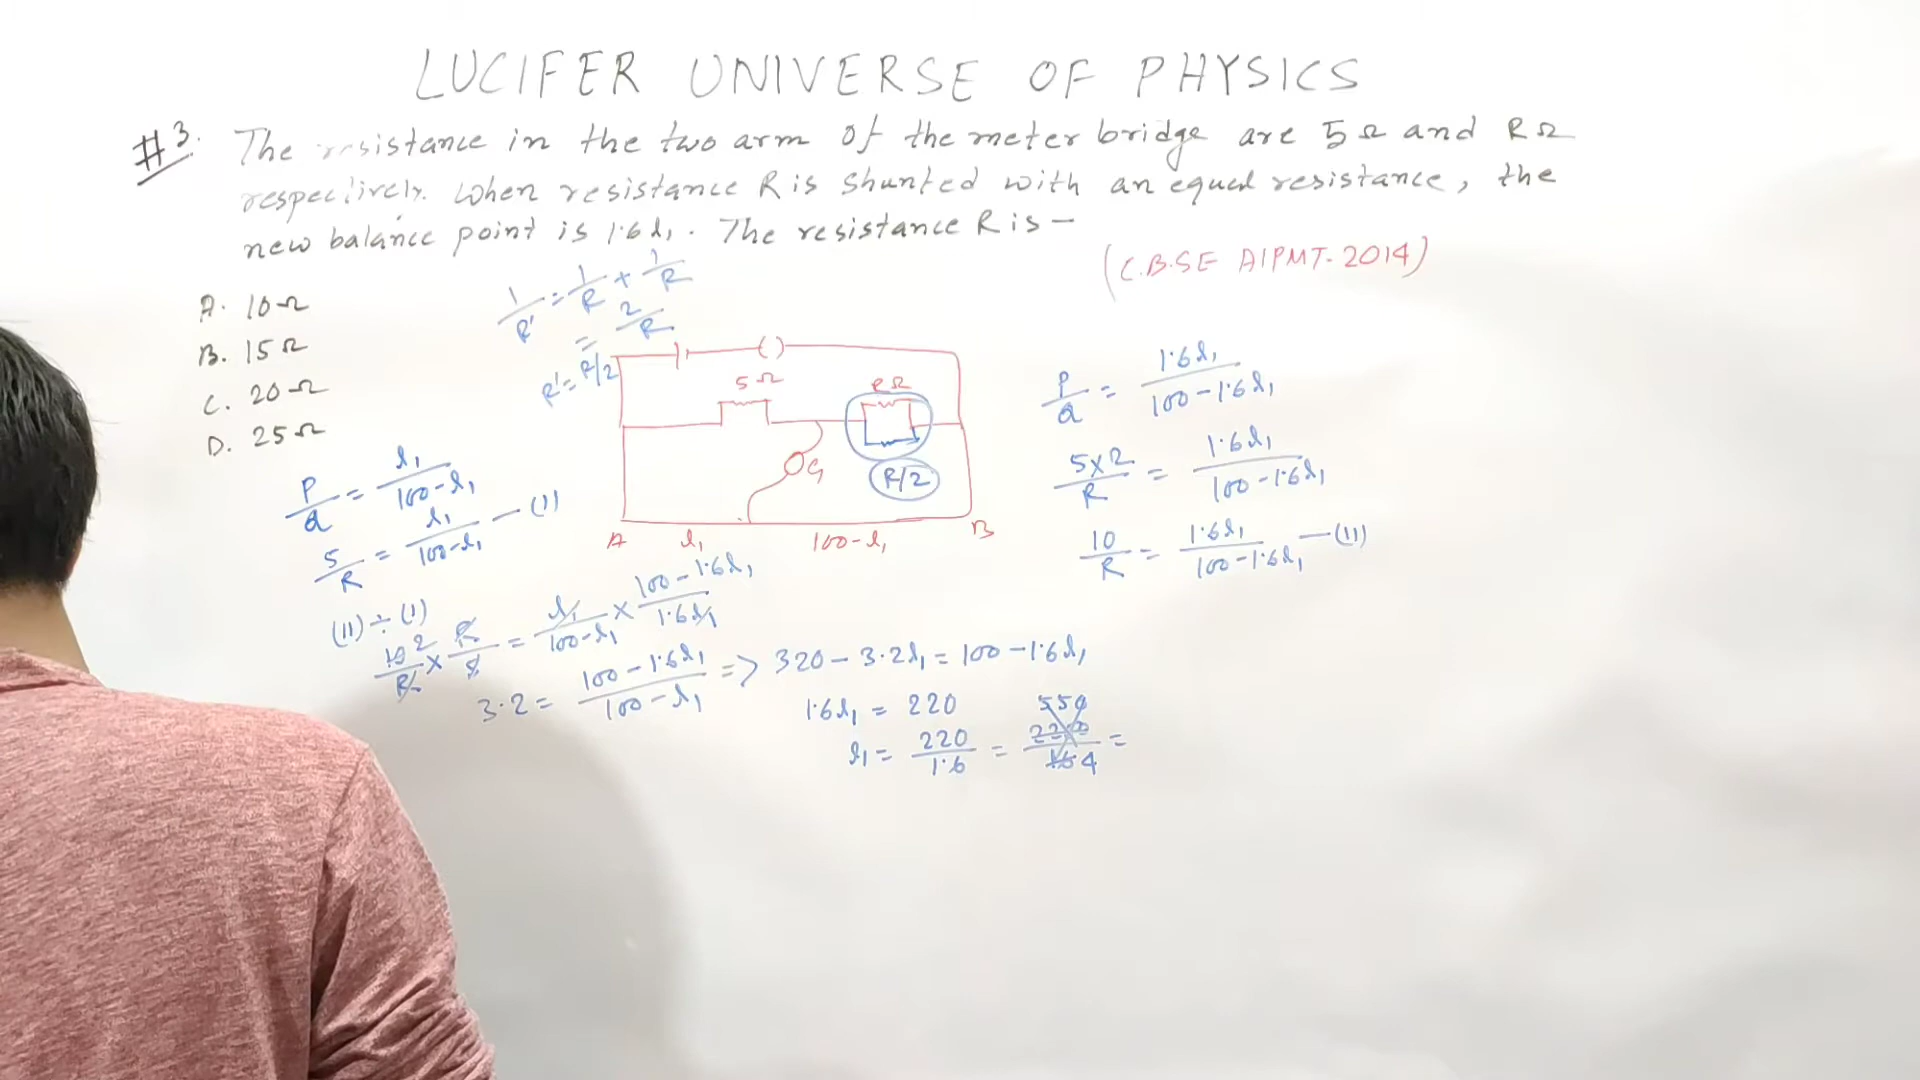 LUCIFER UNIVERSE OF PHYSICS
#3. The resistance in the two arm of the meter bridge are 5Ω and RΩ
respectively. When resistance R is shunted with an equal resistance, the
new balance point is 1.6 l₁. The resistance R is —
(C.B.SE AIPMT. 2014)
A. 10Ω
B. 15Ω
C. 20Ω
D. 25Ω
1/R' = 1/R + 1/R
= 2/R
R' = R/2
5Ω
RΩ
G
R/2
A l₁ 100-l₁ B
P/Q = l₁/100-l₁
5/R = l₁/100-l₁ — (I)
P/Q = 1.6l₁/100-1.6l₁
5×2/R = 1.6l₁/100-1.6l₁
10/R = 1.6l₁/100-1.6l₁ — (II)
(II) ÷ (I)
10 2/R × R/5 = l₁/100-l₁ × 100-1.6l₁/1.6l₁
3.2 = 100-1.6l₁/100-l₁ => 320 - 3.2l₁ = 100 - 1.6l₁
1.6l₁ = 220
l₁ = 220/1.6 =